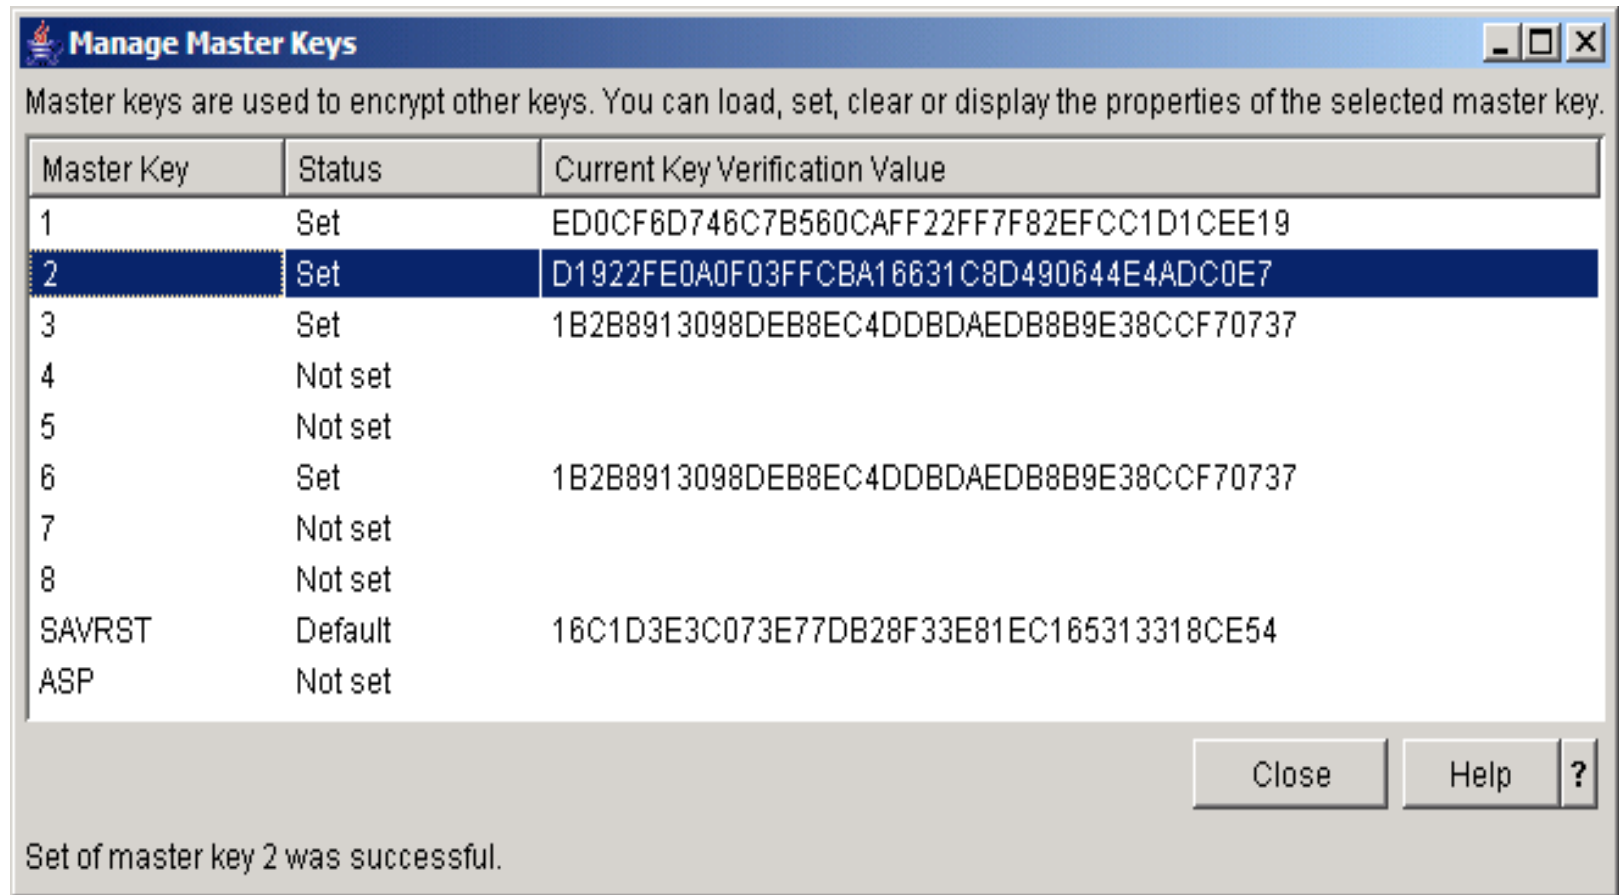 Manage Master Keys
Master keys are used to encrypt other keys. You can load, set, clear or display the properties of the selected master key.
Master Key Status Current Key Verification Value
1 Set ED0CF6D746C7B560CAFF22FF7F82EFCC1D1CEE19
2 Set D1922FE0A0F03FFCBA16631C8D490644E4ADC0E7
3 Set 1B2B8913098DEB8EC4DDBDAEDB8B9E38CCF70737
4 Not set
5 Not set
6 Set 1B2B8913098DEB8EC4DDBDAEDB8B9E38CCF70737
7 Not set
8 Not set
SAVRST Default 16C1D3E3C073E77DB28F33E81EC165313318CE54
ASP Not set
Close Help ?
Set of master key 2 was successful.